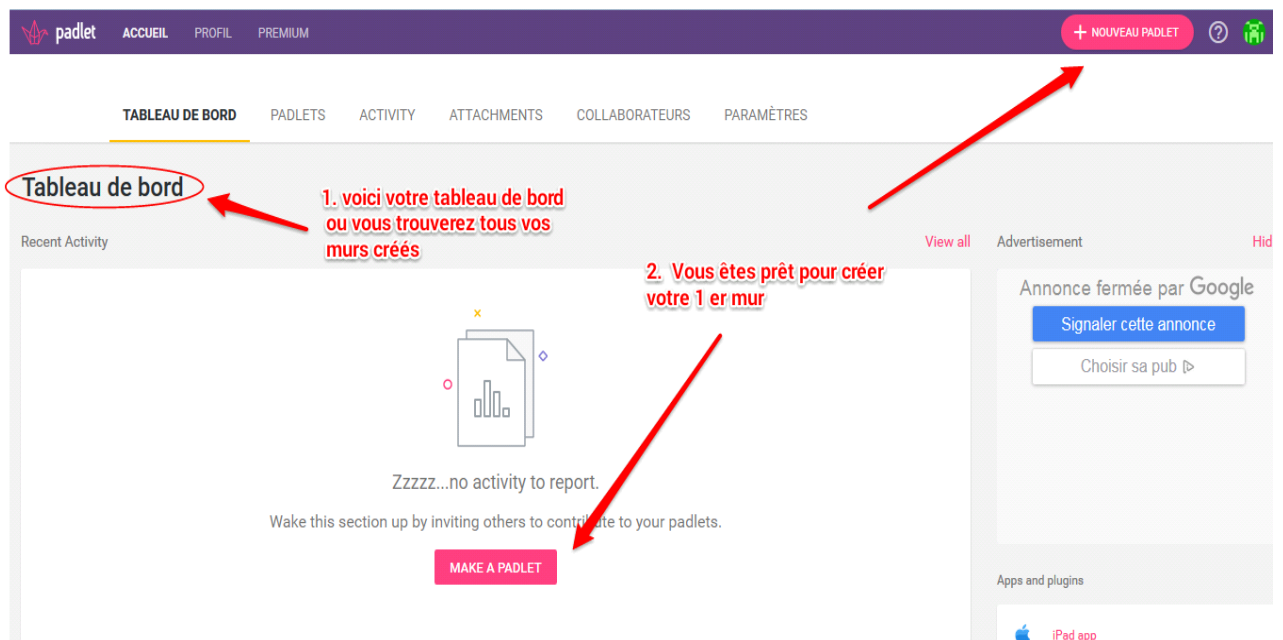 padlet ACCUEIL PROFIL PREMIUM + NOUVEAU PADLET ?
TABLEAU DE BORD PADLETS ACTIVITY ATTACHMENTS COLLABORATEURS PARAMÈTRES
Tableau de bord
1. voici votre tableau de bord
ou vous trouverez tous vos
murs créés
Recent Activity View all
Advertisement Hid
2. Vous êtes prêt pour créer
votre 1 er mur
Annonce fermée par Google
Signaler cette annonce
Choisir sa pub
Zzzzz...no activity to report.
Wake this section up by inviting others to contribute to your padlets.
MAKE A PADLET
Apps and plugins
iPad app